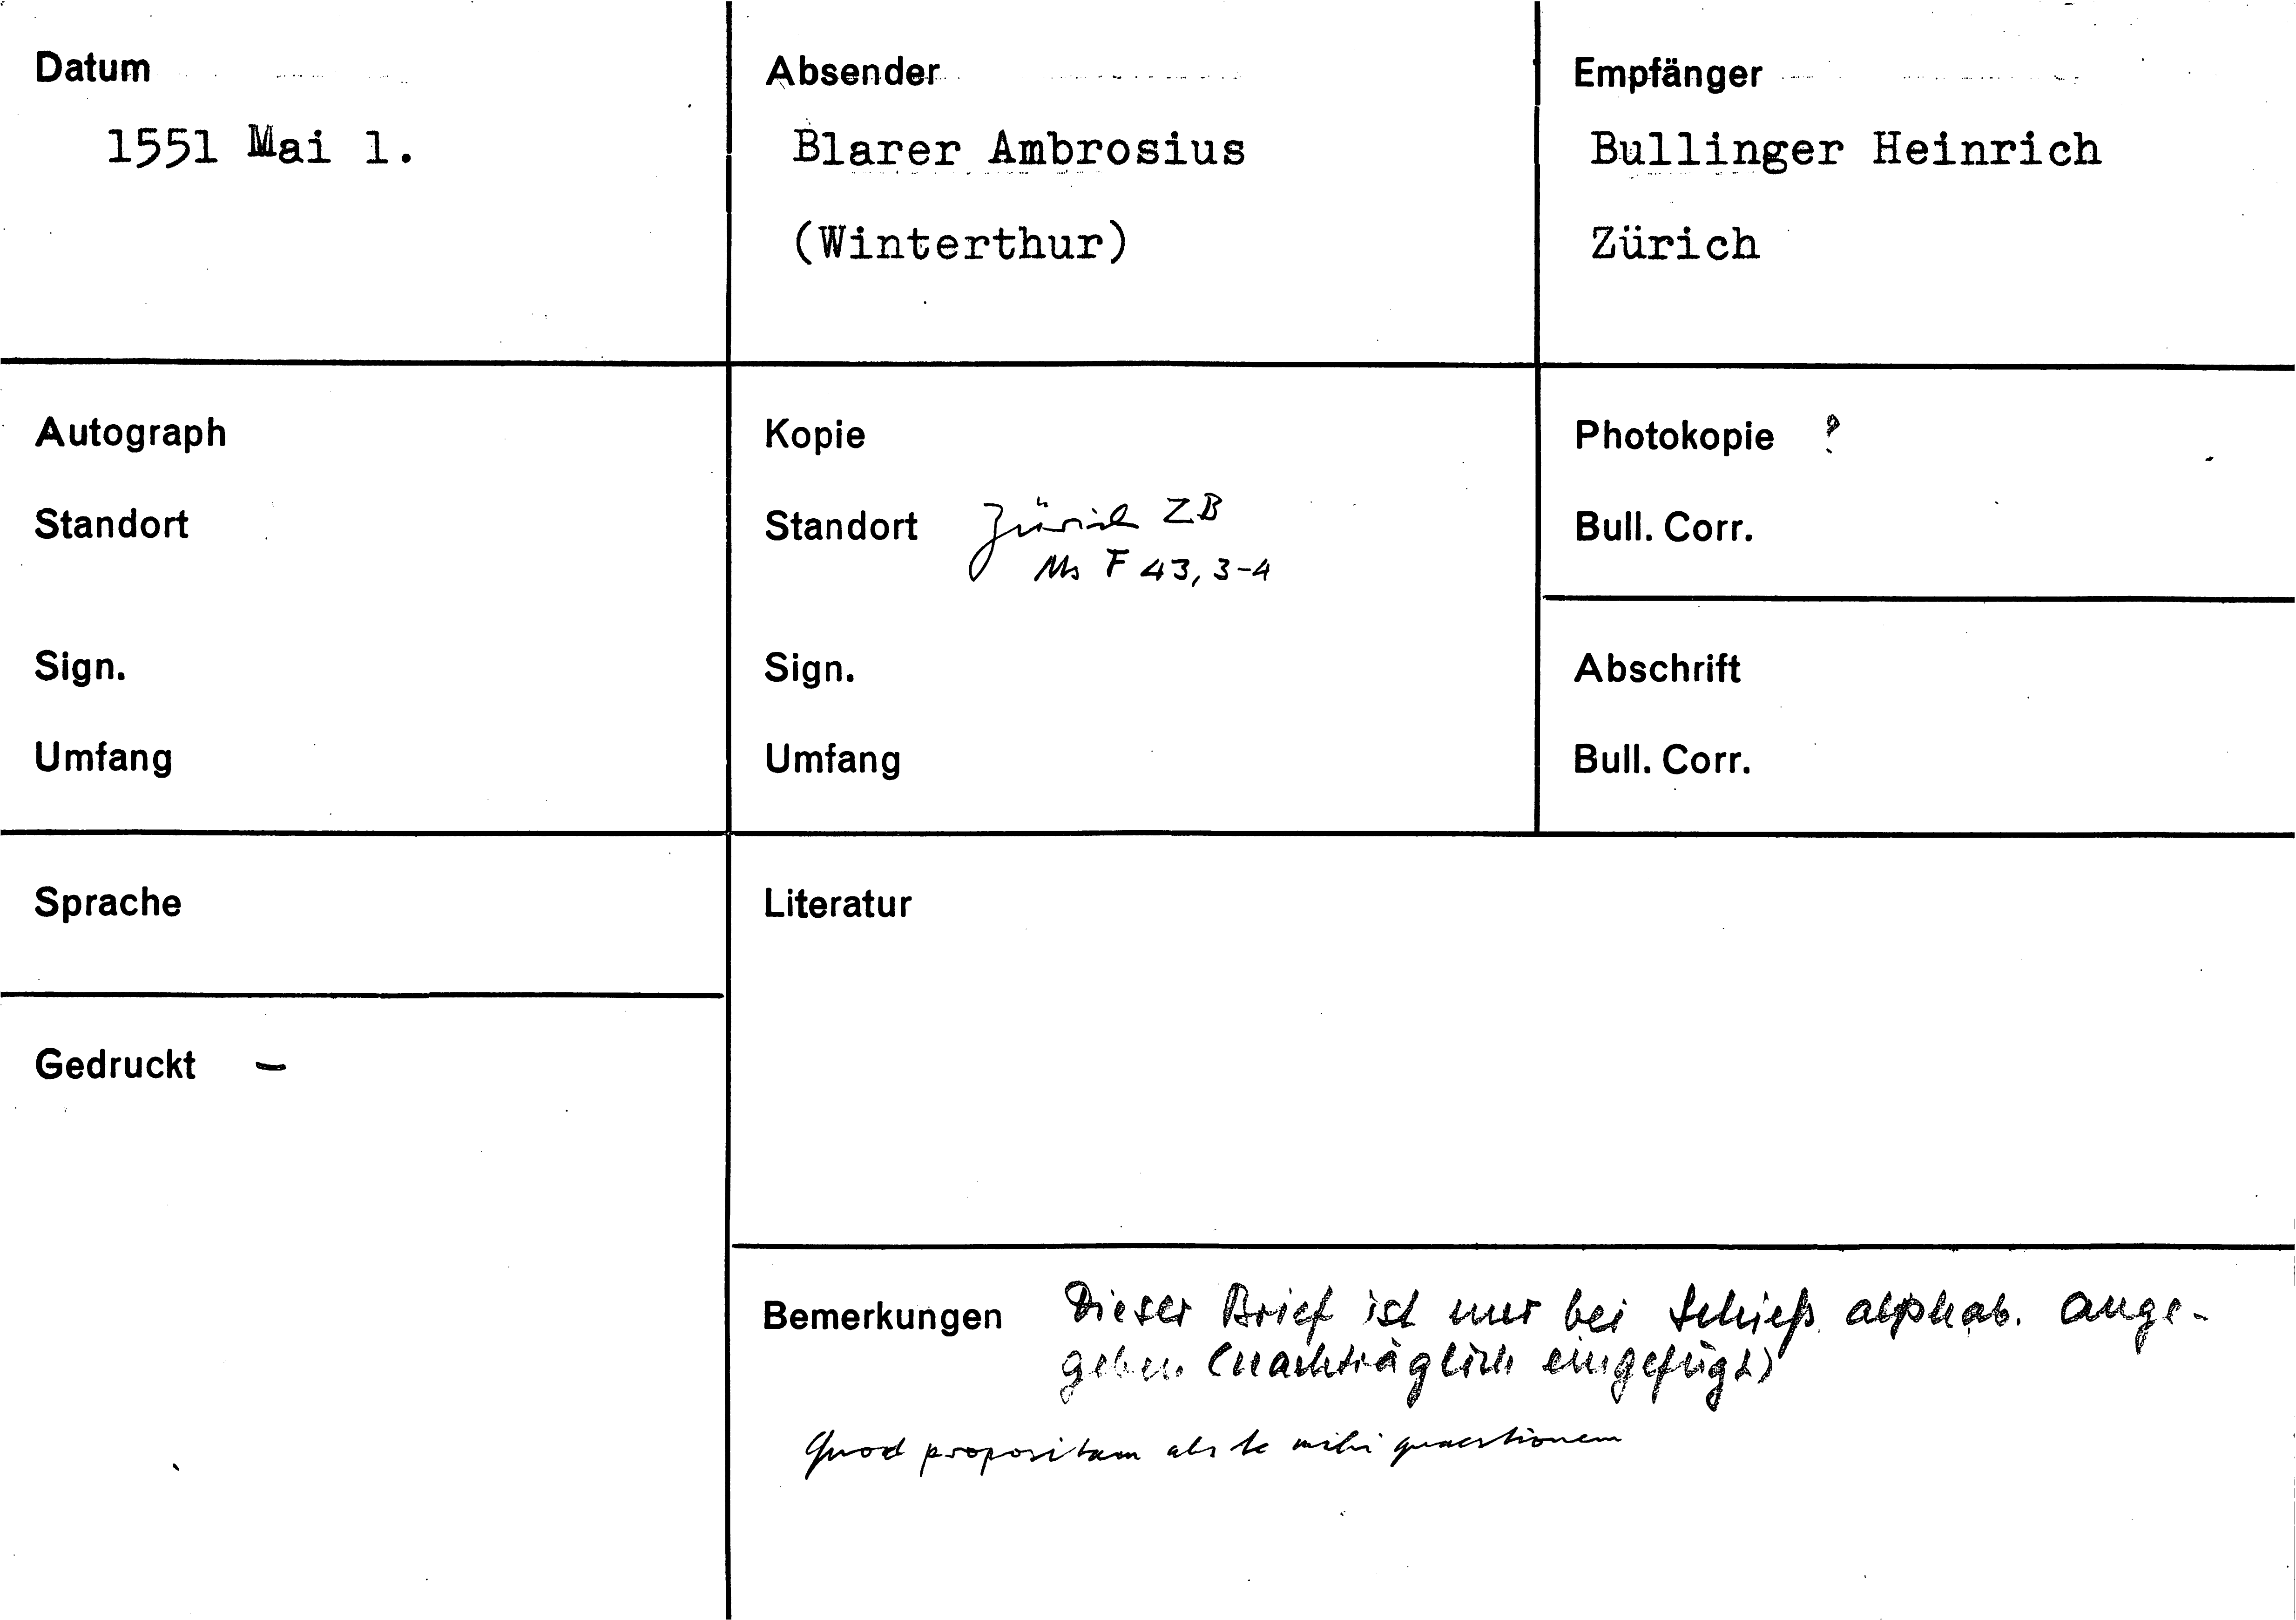 Datum
1551 Mai 1.
Absender
Blarer Ambrosius
(Winterthur)
Empfänger
Bullinger Heinrich
Zürich
Autograph
Standort
Sign.
Umfang
Kopie
Standort Zürich ZB
Ms F 43, 3-4
Sign.
Umfang
Photokopie ?
Bull. Corr.
Abschrift
Bull. Corr.
Sprache
Gedruckt –
Literatur
Bemerkungen Dieser Brief ist nur bei Schieß alphab. ange-
geben (nachträglich eingefügt)
Quod propositam abs te mihi quaestionem